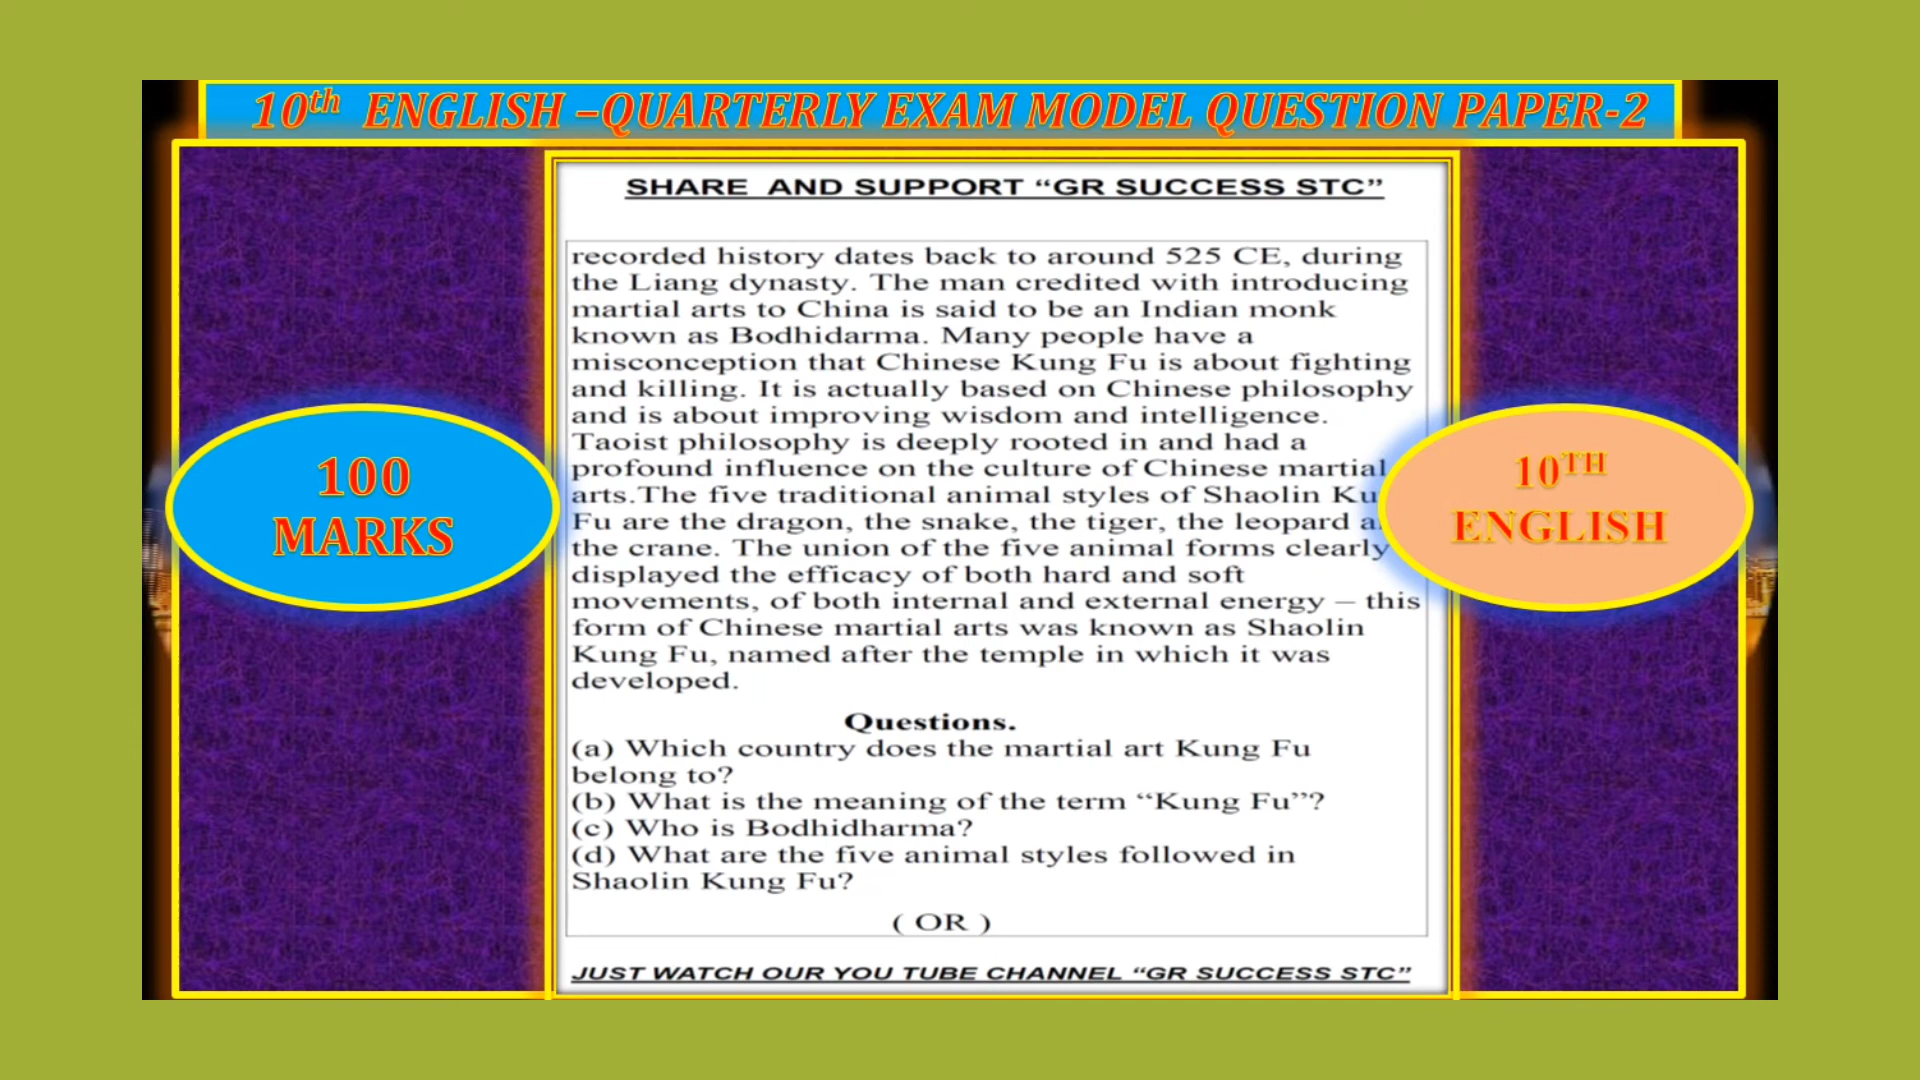 10th ENGLISH –QUARTERLY EXAM MODEL QUESTION PAPER-2
SHARE AND SUPPORT “GR SUCCESS STC”
recorded history dates back to around 525 CE, during
the Liang dynasty. The man credited with introducing
martial arts to China is said to be an Indian monk
known as Bodhidarma. Many people have a
misconception that Chinese Kung Fu is about fighting
and killing. It is actually based on Chinese philosophy
and is about improving wisdom and intelligence.
Taoist philosophy is deeply rooted in and had a
profound influence on the culture of Chinese martial
arts.The five traditional animal styles of Shaolin
Fu are the dragon, the snake, the tiger, the leopard
the crane. The union of the five animal forms clearly
displayed the efficacy of both hard and soft
movements, of both internal and external energy – this
form of Chinese martial arts was known as Shaolin
Kung Fu, named after the temple in which it was
developed.
Questions.
(a) Which country does the martial art Kung Fu
belong to?
(b) What is the meaning of the term “Kung Fu”?
(c) Who is Bodhidharma?
(d) What are the five animal styles followed in
Shaolin Kung Fu?
( OR )
JUST WATCH OUR YOU TUBE CHANNEL “GR SUCCESS STC”
100
MARKS
10TH
ENGLISH